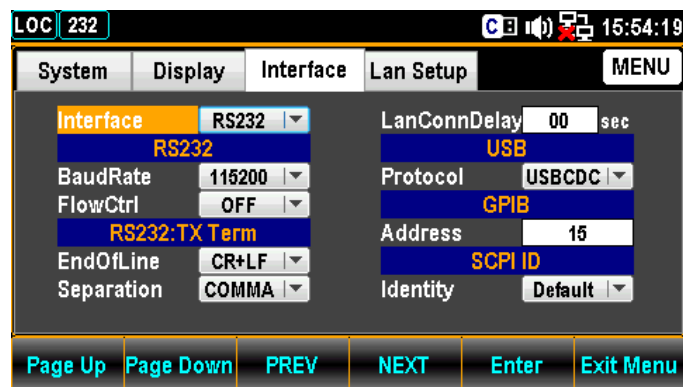 LOC 232 C 15:54:19
System Display Interface Lan Setup MENU
Interface RS232 LanConnDelay 00 sec
RS232 USB
BaudRate 115200 Protocol USBCDC
FlowCtrl OFF GPIB
RS232:TX Term Address 15
EndOfLine CR+LF SCPI ID
Separation COMMA Identity Default
Page Up Page Down PREV NEXT Enter Exit Menu